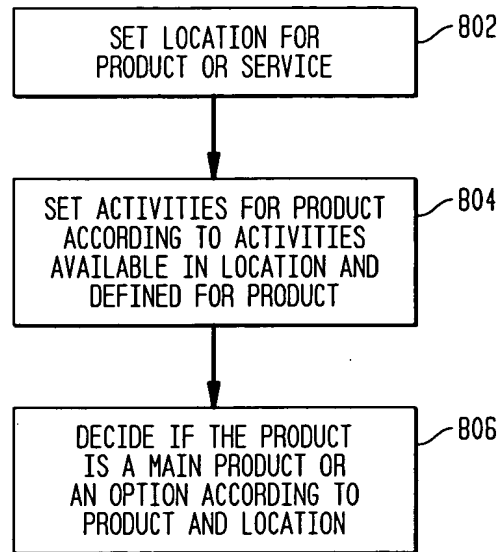 SET LOCATION FOR
PRODUCT OR SERVICE
802
SET ACTIVITIES FOR PRODUCT
ACCORDING TO ACTIVITIES
AVAILABLE IN LOCATION AND
DEFINED FOR PRODUCT
804
DECIDE IF THE PRODUCT
IS A MAIN PRODUCT OR
AN OPTION ACCORDING TO
PRODUCT AND LOCATION
806